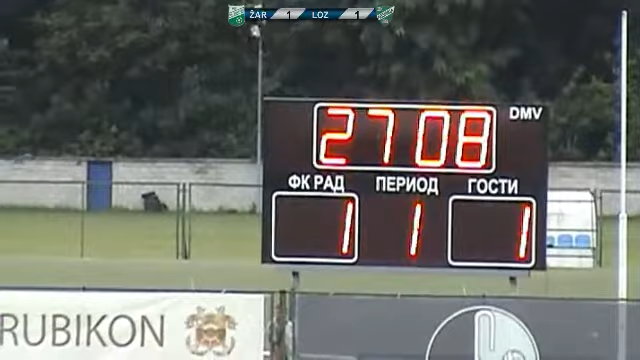 ŽAR 1 LOZ 1
DMV
27 08
ФК РАД ПЕРИОД ГОСТИ
1 1 1
RUBIKON